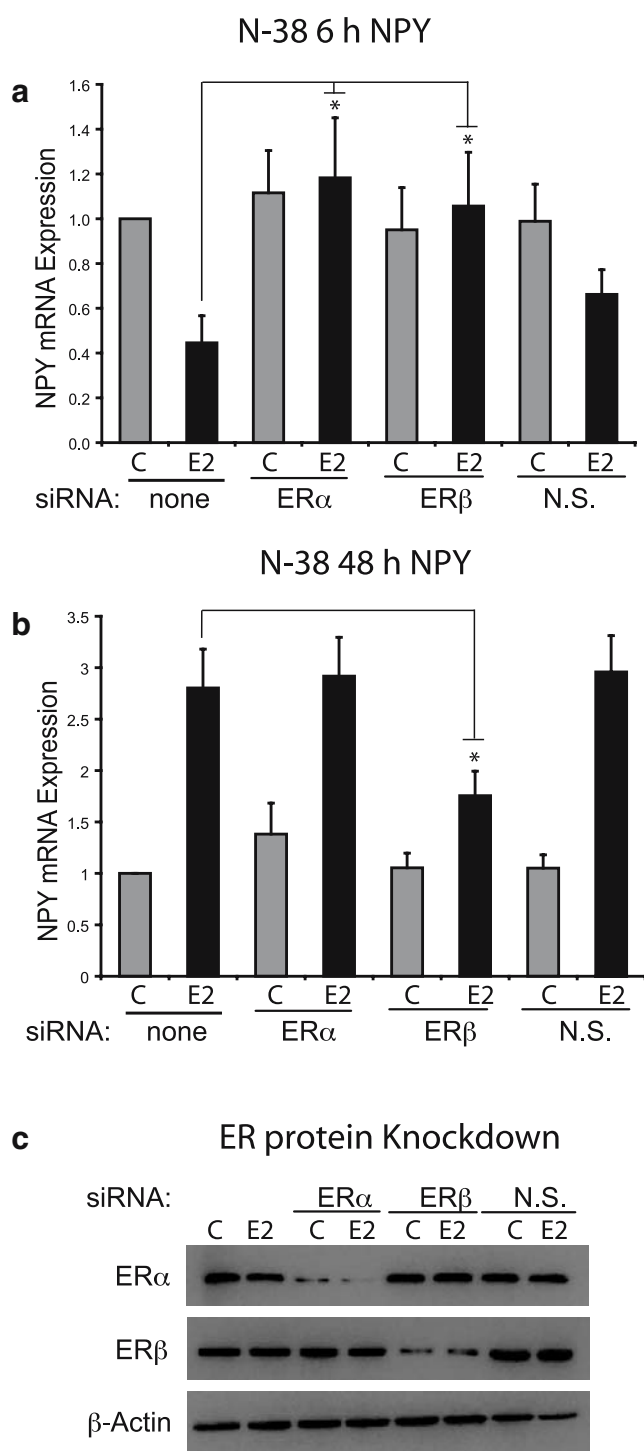 N-38 6 h NPY
a
NPY mRNA Expression
1.6
1.4
1.2
1.0
0.8
0.6
0.4
0.2
0.0
* *
C E2 C E2 C E2 C E2
siRNA: none ERα ERβ N.S.
N-38 48 h NPY
b
NPY mRNA Expression
3.5
3
2.5
2
1.5
1
0.5
0
*
C E2 C E2 C E2 C E2
siRNA: none ERα ERβ N.S.
c ER protein Knockdown
siRNA: ERα ERβ N.S.
C E2 C E2 C E2 C E2
ERα
ERβ
β-Actin